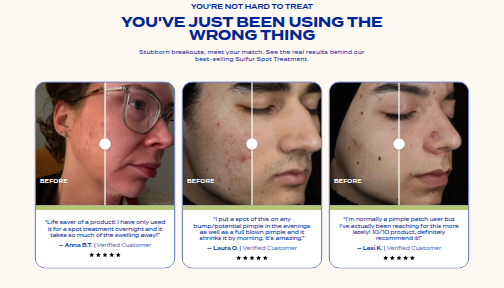 YOU'RE NOT HARD TO TREAT
YOU'VE JUST BEEN USING THE
WRONG THING
Stubborn breakouts, meet your match. See the real results behind our
best-selling Sulfur Spot Treatment.
BEFORE
"Life saver of a product! I have only used
it for a spot treatment overnight and it
takes so much of the swelling away!"
— Anna B.T. | Verified Customer
★★★★★
BEFORE
"I put a spot of this on any
bump/potential pimple in the evenings
as well as a full blown pimple and it
shrinks it by morning. It's amazing."
— Laura O. | Verified Customer
★★★★★
BEFORE
"I'm normally a pimple patch user but
I've actually been reaching for this more
lately! 10/10 product, definitely
recommend it!"
— Lexi K. | Verified Customer
★★★★★